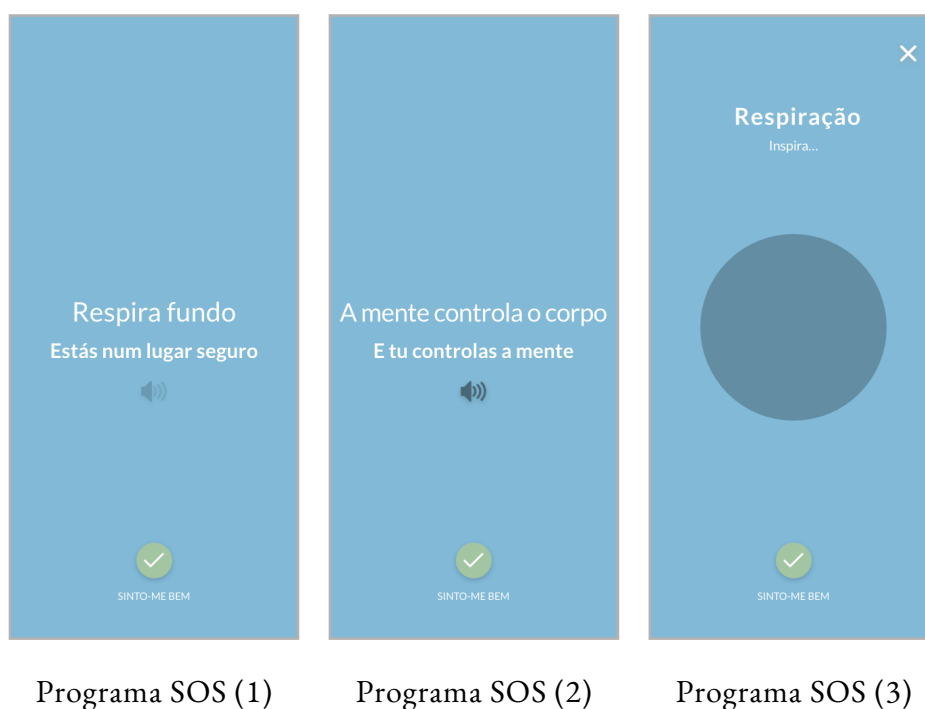 Respira fundo
Estás num lugar seguro
SINTO-ME BEM
Programa SOS (1)
A mente controla o corpo
E tu controlas a mente
SINTO-ME BEM
Programa SOS (2)
Respiração
Inspira...
SINTO-ME BEM
Programa SOS (3)